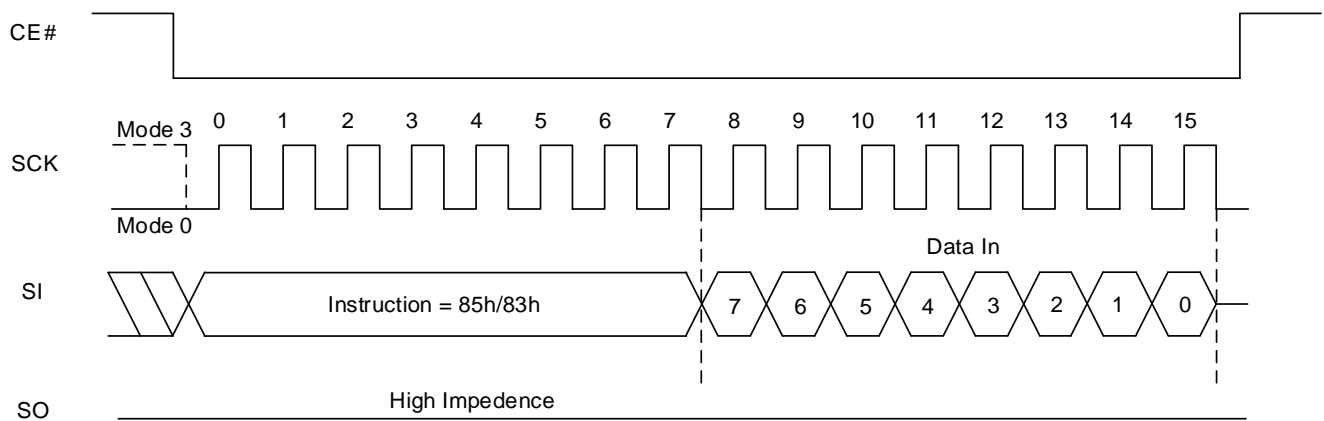 CE#
Mode 3 0 1 2 3 4 5 6 7 8 9 10 11 12 13 14 15
SCK
Mode 0
Data In
SI Instruction = 85h/83h 7 6 5 4 3 2 1 0
High Impedence
SO